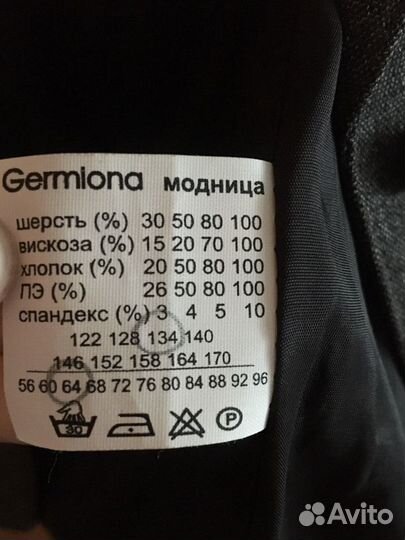 Germiona модница
шерсть (%) 30 50 80 100
вискоза (%) 15 20 70 100
хлопок (%) 20 50 80 100
ПЭ (%) 26 50 80 100
спандекс (%) 3 4 5 10
122 128 134 140
146 152 158 164 170
56 60 64 68 72 76 80 84 88 92 96
30 P
Avito